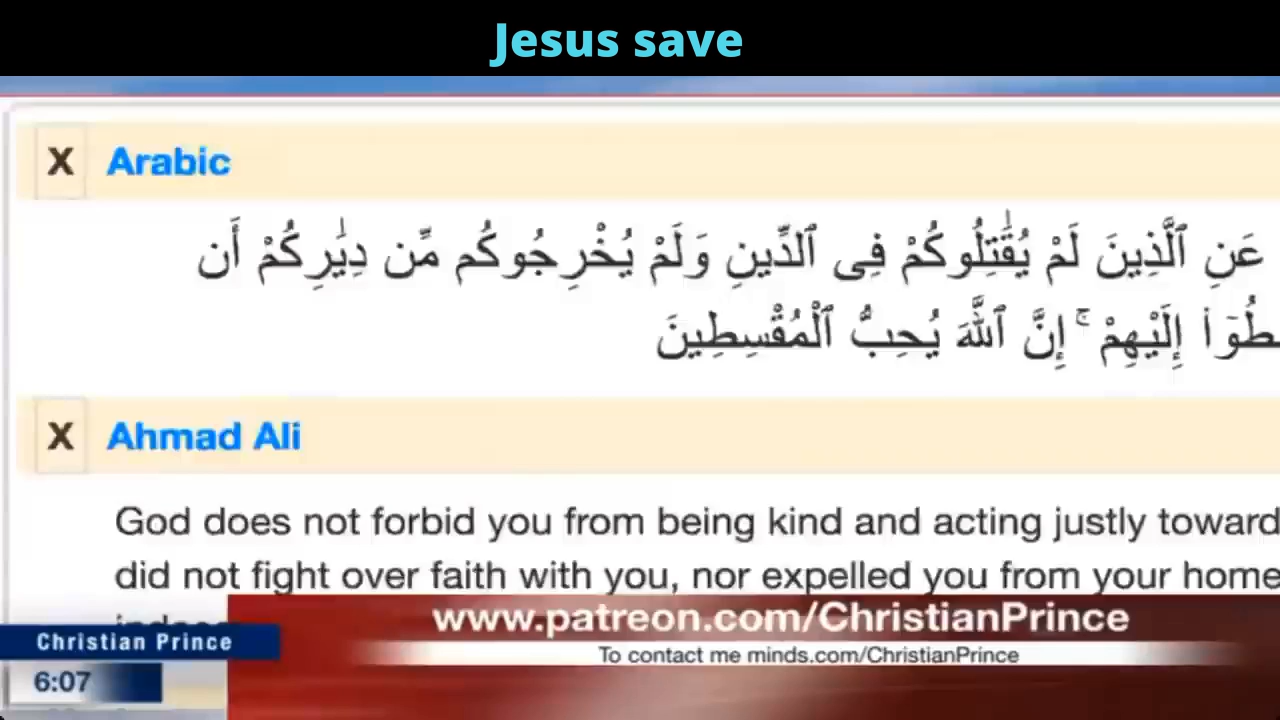 Jesus save
X Arabic
عَنِ ٱلَّذِينَ لَمْ يُقَٰتِلُوكُمْ فِى ٱلدِّينِ وَلَمْ يُخْرِجُوكُم مِّن دِيَٰرِكُمْ أَن
إِلَيْهِمْ ۚ إِنَّ ٱللَّهَ يُحِبُّ ٱلْمُقْسِطِينَ
X Ahmad Ali
God does not forbid you from being kind and acting justly toward
did not fight over faith with you, nor expelled you from your home
www.patreon.com/ChristianPrince
Christian Prince
To contact me minds.com/ChristianPrince
6:07